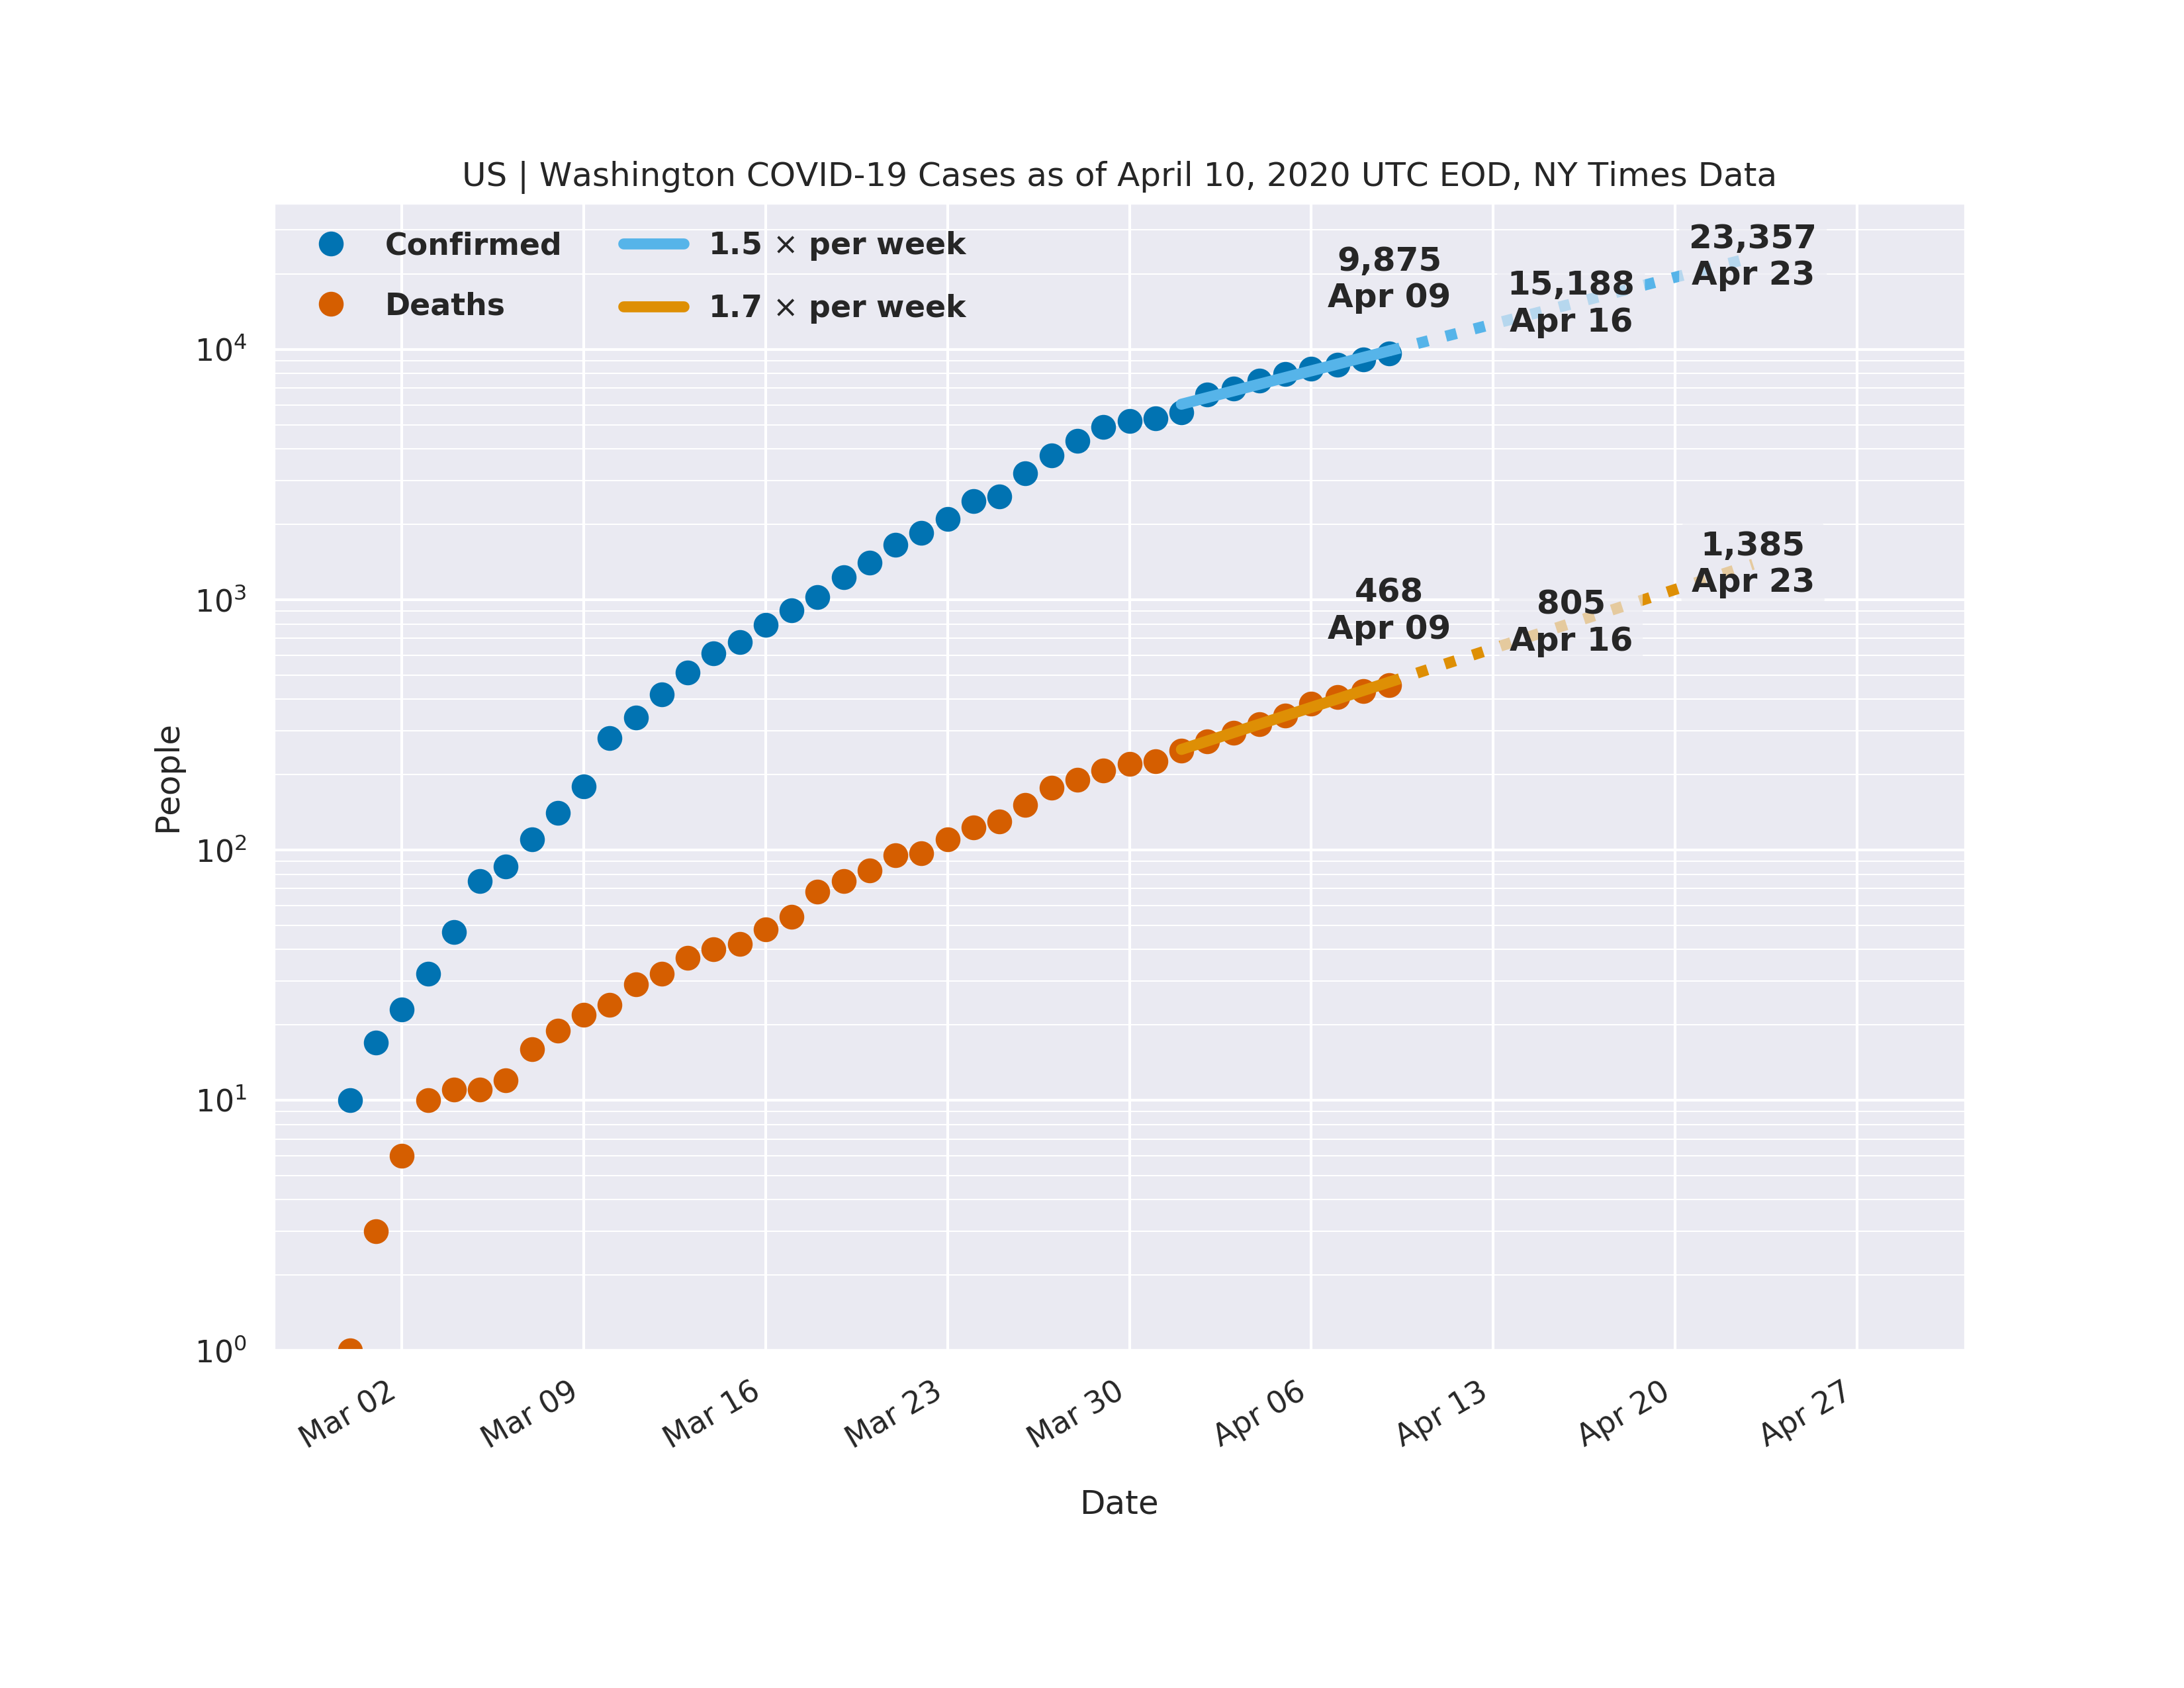 US | Washington COVID-19 Cases as of April 10, 2020 UTC EOD, NY Times Data
Confirmed
Deaths
1.5 × per week
1.7 × per week
9,875
Apr 09
15,188
Apr 16
23,357
Apr 23
468
Apr 09
805
Apr 16
1,385
Apr 23
People
10⁴
10³
10²
10¹
10⁰
Mar 02
Mar 09
Mar 16
Mar 23
Mar 30
Apr 06
Apr 13
Apr 20
Apr 27
Date